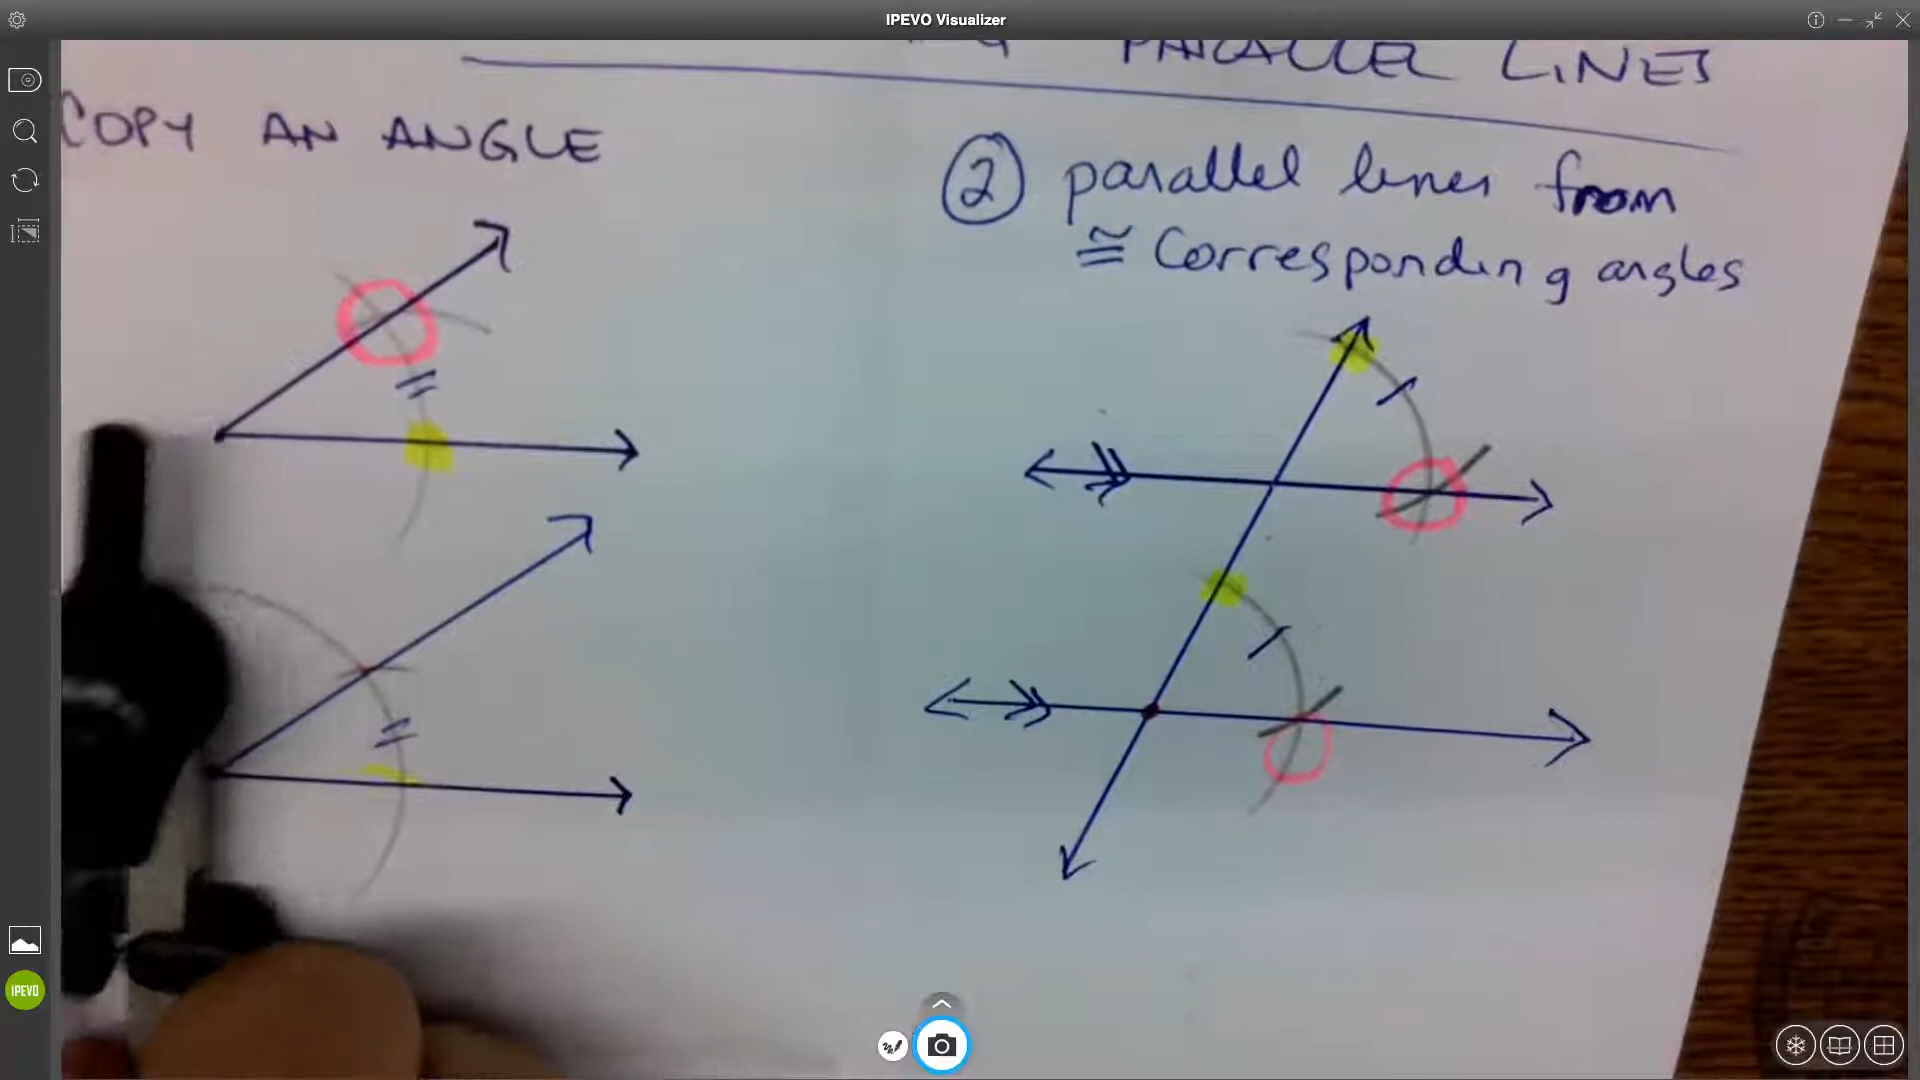 IPEVO Visualizer
PARALLEL LINES
COPY AN ANGLE
② parallel lines from
≅ Corresponding angles
IPEVO